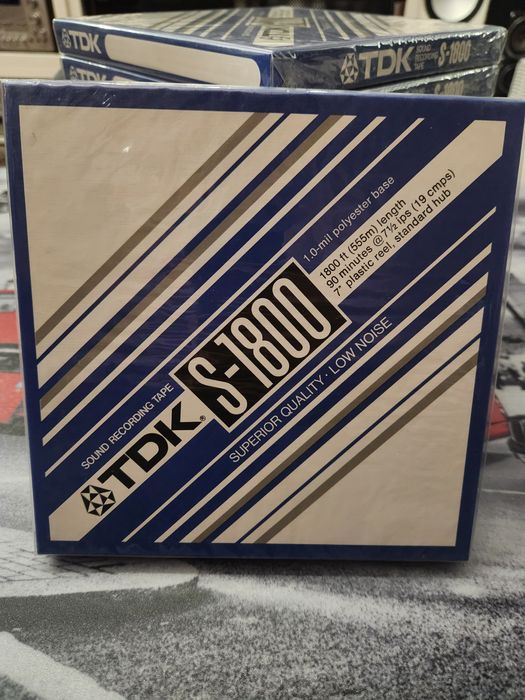 TDK
TDK SOUND RECORDING TAPE S-1800
1.0-mil polyester base
1800 ft (555m) length
90 minutes @ 7½ ips (19 cmps)
7" plastic reel, standard hub
SOUND RECORDING TAPE
TDK® S-1800
SUPERIOR QUALITY · LOW NOISE